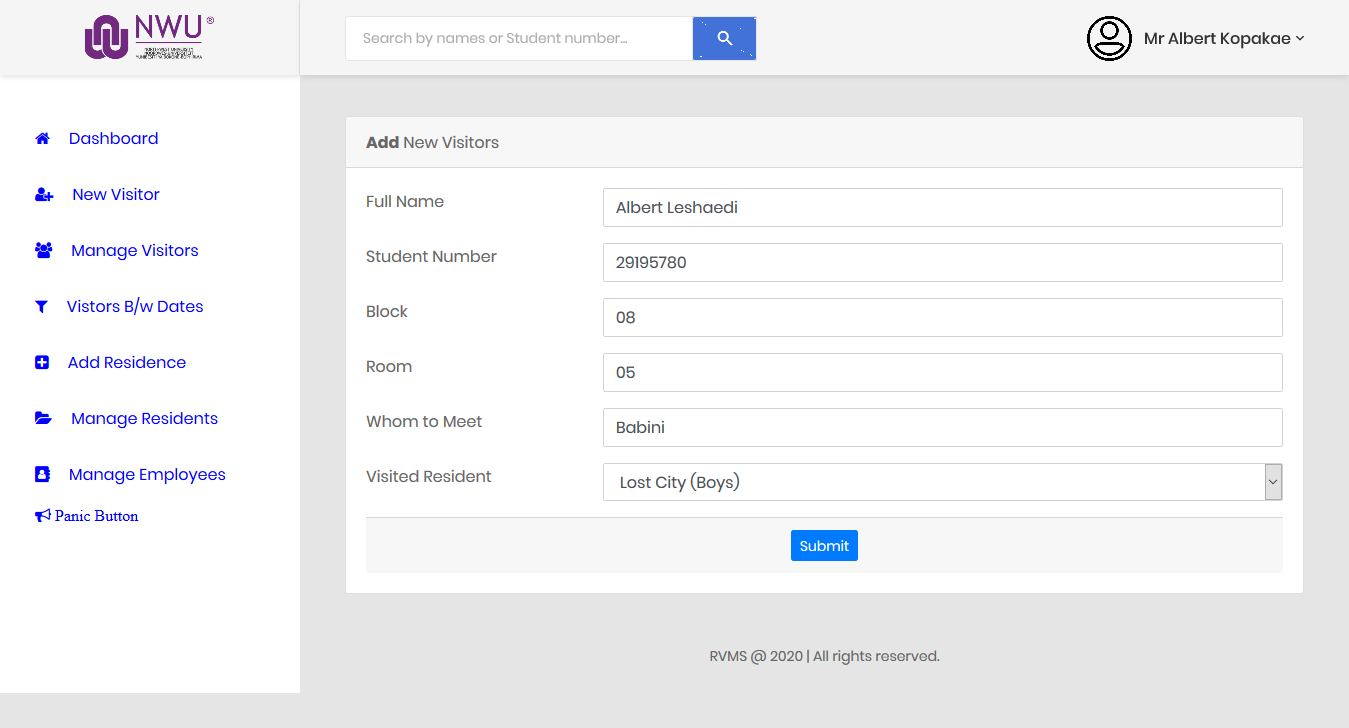 NWU®
Search by names or Student number...
Mr Albert Kopakae
Dashboard
New Visitor
Manage Visitors
Vistors B/w Dates
Add Residence
Manage Residents
Manage Employees
Panic Button
Add New Visitors
Full Name
Albert Leshaedi
Student Number
29195780
Block
08
Room
05
Whom to Meet
Babini
Visited Resident
Lost City (Boys)
Submit
RVMS @ 2020 | All rights reserved.